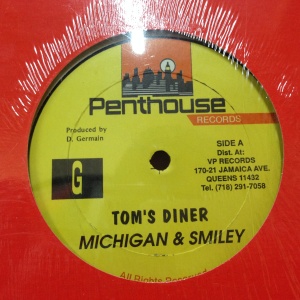 A
Penthouse
RECORDS
Produced by
D. Germain
SIDE A
Dist. At:
VP RECORDS
170-21 JAMAICA AVE.
QUEENS 11432
Tel. (718) 291-7058
G
TOM'S DINER
MICHIGAN & SMILEY
All Rights Reserved